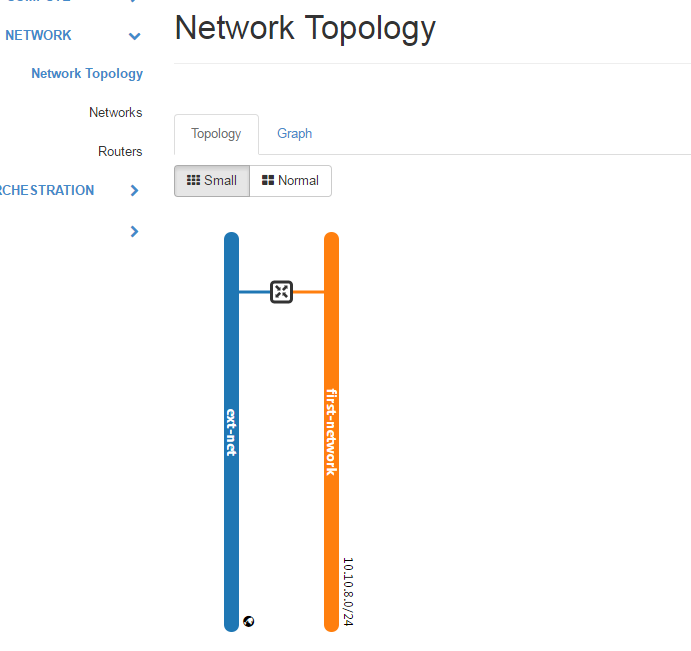 NETWORK
Network Topology
Networks
Routers
RCHESTRATION
Network Topology
Topology
Graph
Small
Normal
ext-net
first-network
10.10.8.0/24